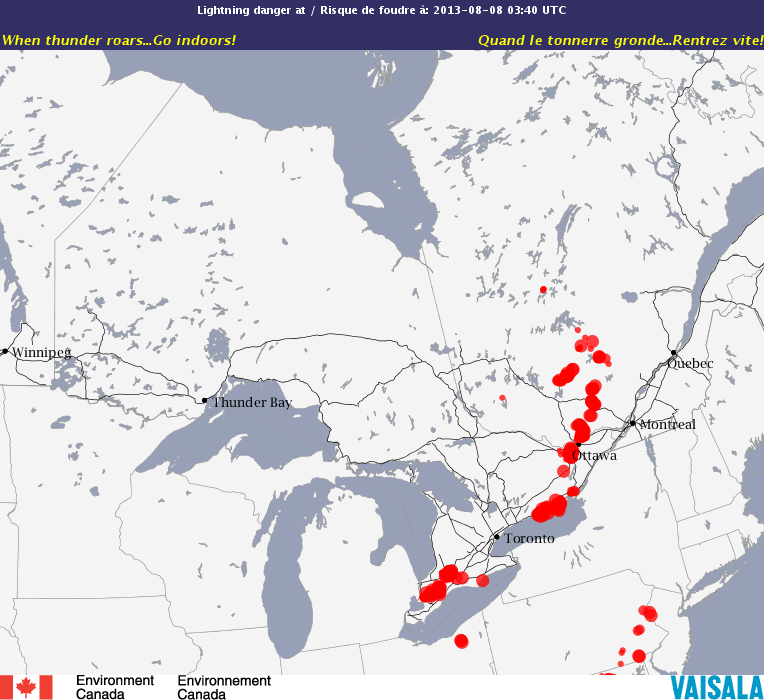 Lightning danger at / Risque de foudre à: 2013-08-08 03:40 UTC
When thunder roars...Go indoors! Quand le tonnerre gronde...Rentrez vite!
Winnipeg
Quebec
Thunder Bay
Montreal
Ottawa
Toronto
Environment Environnement
Canada Canada
VAISALA